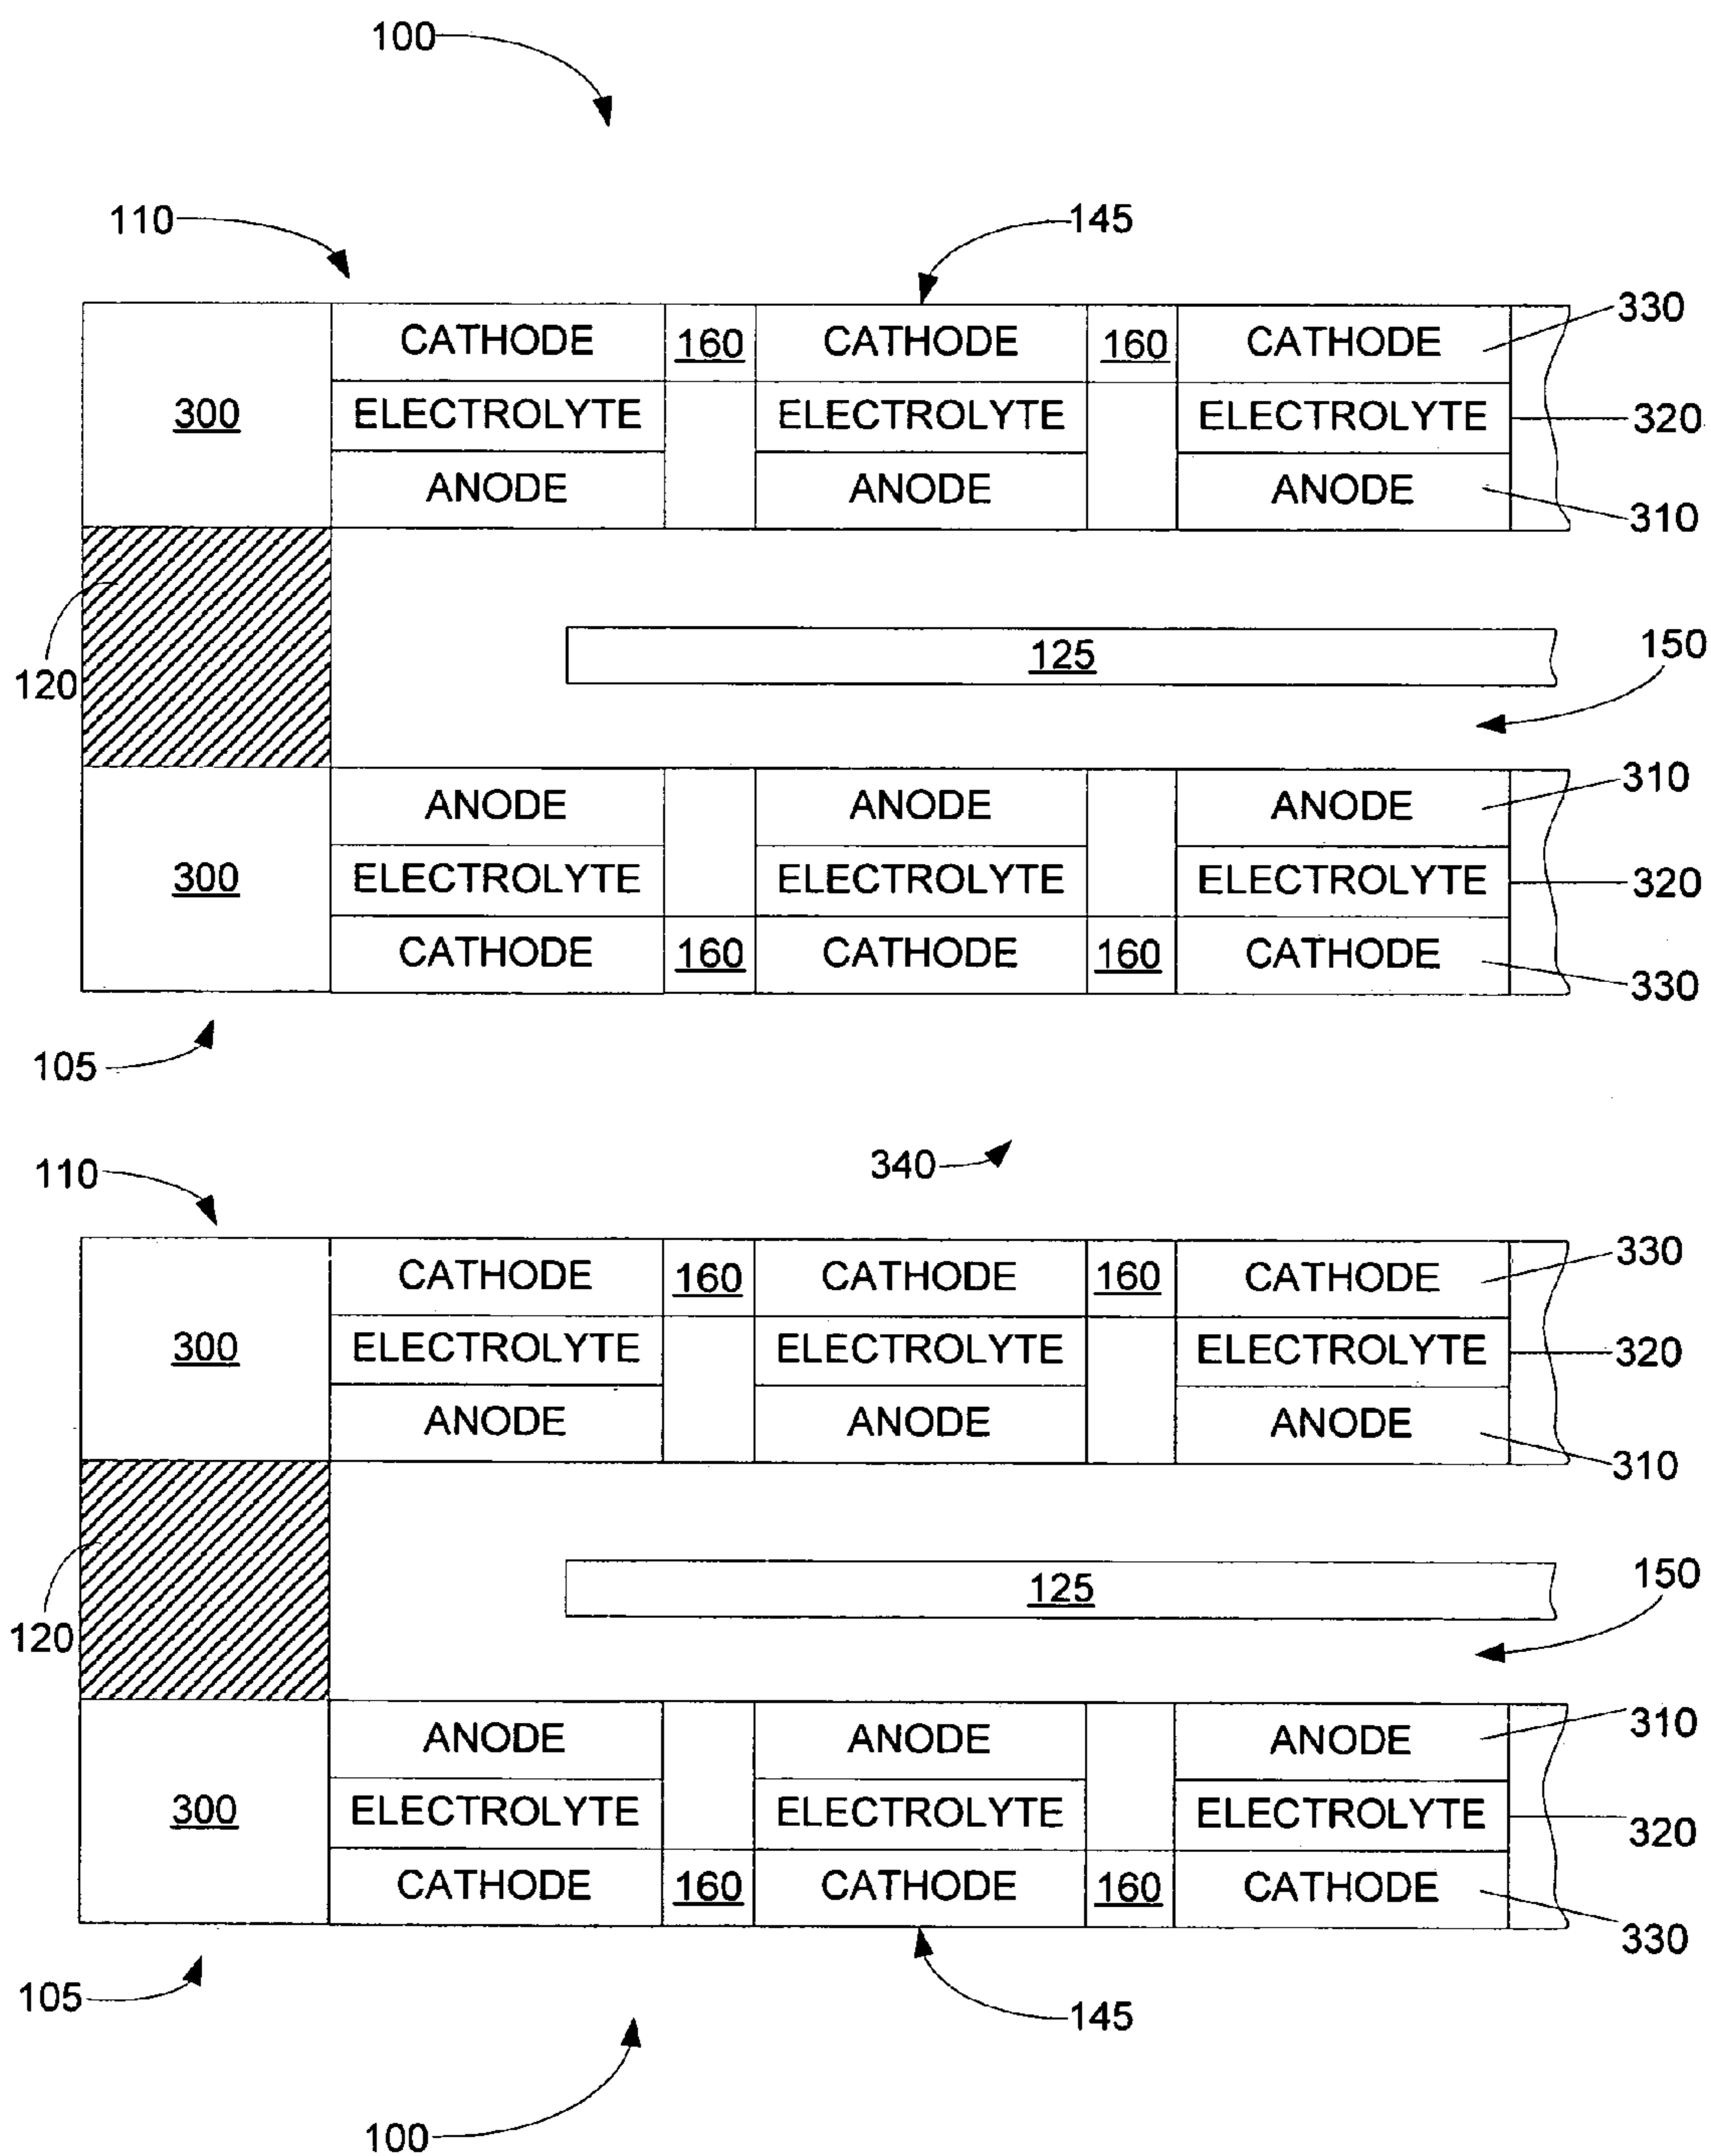 100
110
145
CATHODE 160 CATHODE 160 CATHODE 330
300 ELECTROLYTE ELECTROLYTE ELECTROLYTE 320
ANODE ANODE ANODE 310
120
125
150
ANODE ANODE ANODE 310
300 ELECTROLYTE ELECTROLYTE ELECTROLYTE 320
CATHODE 160 CATHODE 160 CATHODE 330
105
110
340
CATHODE 160 CATHODE 160 CATHODE 330
300 ELECTROLYTE ELECTROLYTE ELECTROLYTE 320
ANODE ANODE ANODE 310
120
125
150
ANODE ANODE ANODE 310
300 ELECTROLYTE ELECTROLYTE ELECTROLYTE 320
CATHODE 160 CATHODE 160 CATHODE 330
105
145
100